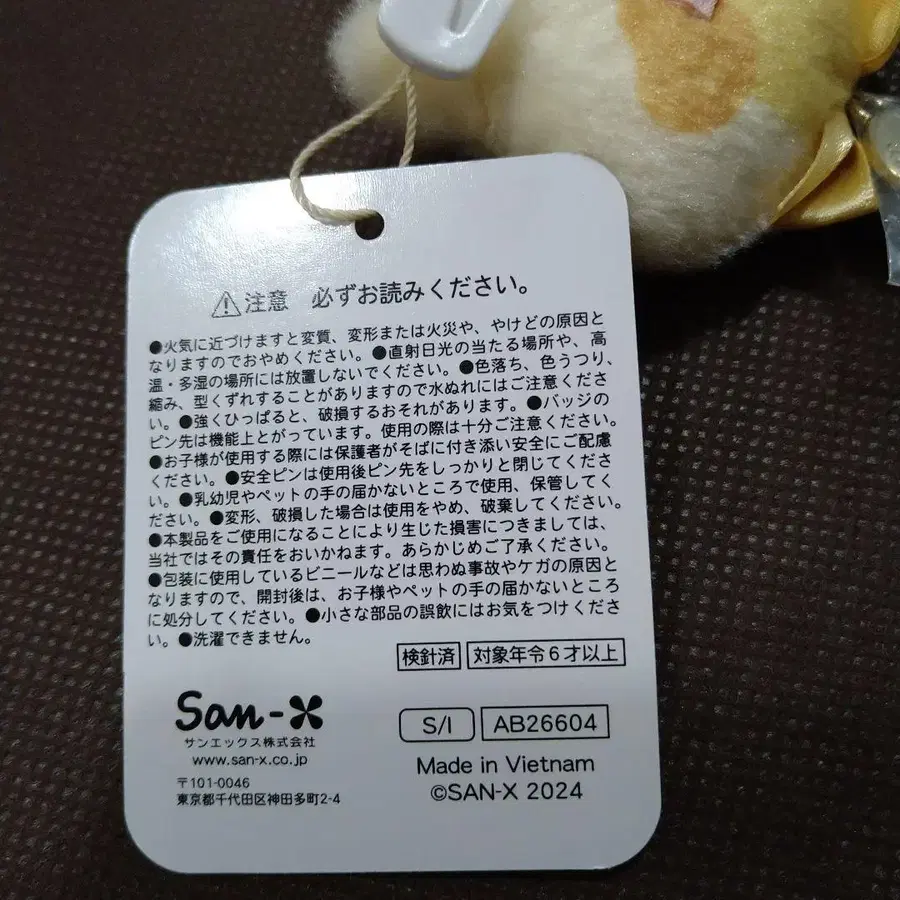 ⚠注意 必ずお読みください。
●火気に近づけますと変質、変形または火災や、やけどの原因と
なりますのでおやめください。●直射日光の当たる場所や、高
温・多湿の場所には放置しないでください。●色落ち、色うつり、
縮み、型くずれすることがありますので水ぬれにはご注意くださ
い。●強くひっぱると、破損するおそれがあります。●バッジの
ピン先は機能上とがっています。使用の際は十分ご注意ください。
●お子様が使用する際には保護者がそばに付き添い安全にご配慮
ください。●安全ピンは使用後ピン先をしっかりと閉じてくださ
い。●乳幼児やペットの手の届かないところで使用、保管してく
ださい。●変形、破損した場合は使用をやめ、破棄してください。
●本製品をご使用になることにより生じた損害につきましては、
当社ではその責任をおいかねます。あらかじめご了承ください。
●包装に使用しているビニールなどは思わぬ事故やケガの原因と
なりますので、開封後は、お子様やペットの手の届かないところ
に処分してください。●小さな部品の誤飲にはお気をつけくださ
い。●洗濯できません。
検針済 対象年令6才以上
San-X
サンエックス株式会社
www.san-x.co.jp
〒101-0046
東京都千代田区神田多町2-4
S/I AB26604
Made in Vietnam
©SAN-X 2024